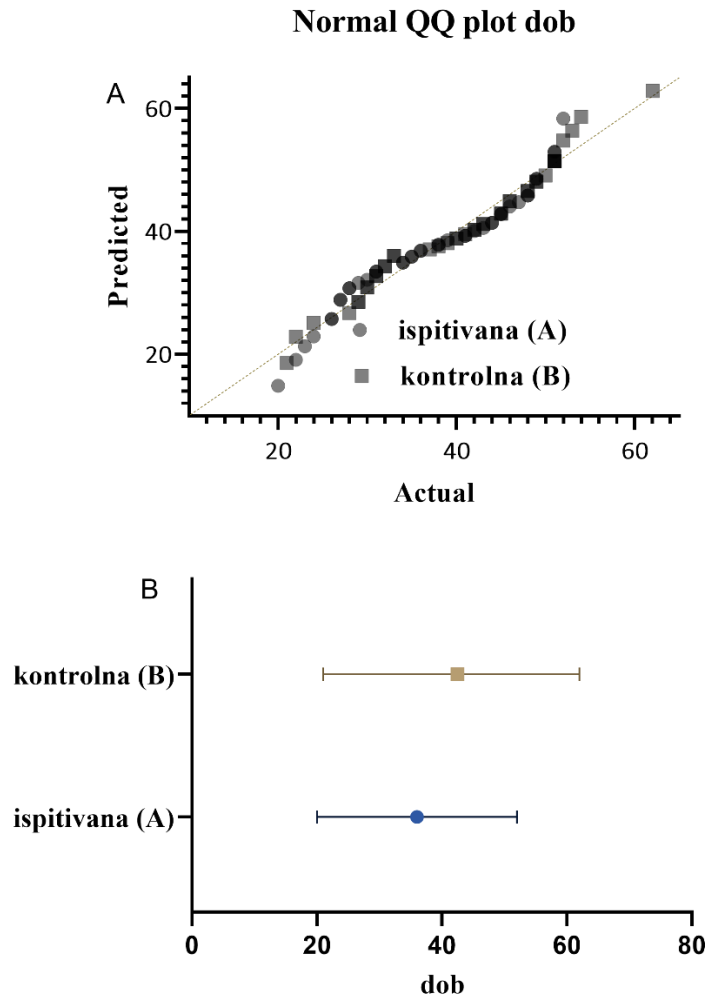 Normal QQ plot dob
A
60
40
20
Predicted
ispitivana (A)
kontrolna (B)
20 40 60
Actual
B
kontrolna (B)
ispitivana (A)
0 20 40 60 80
dob